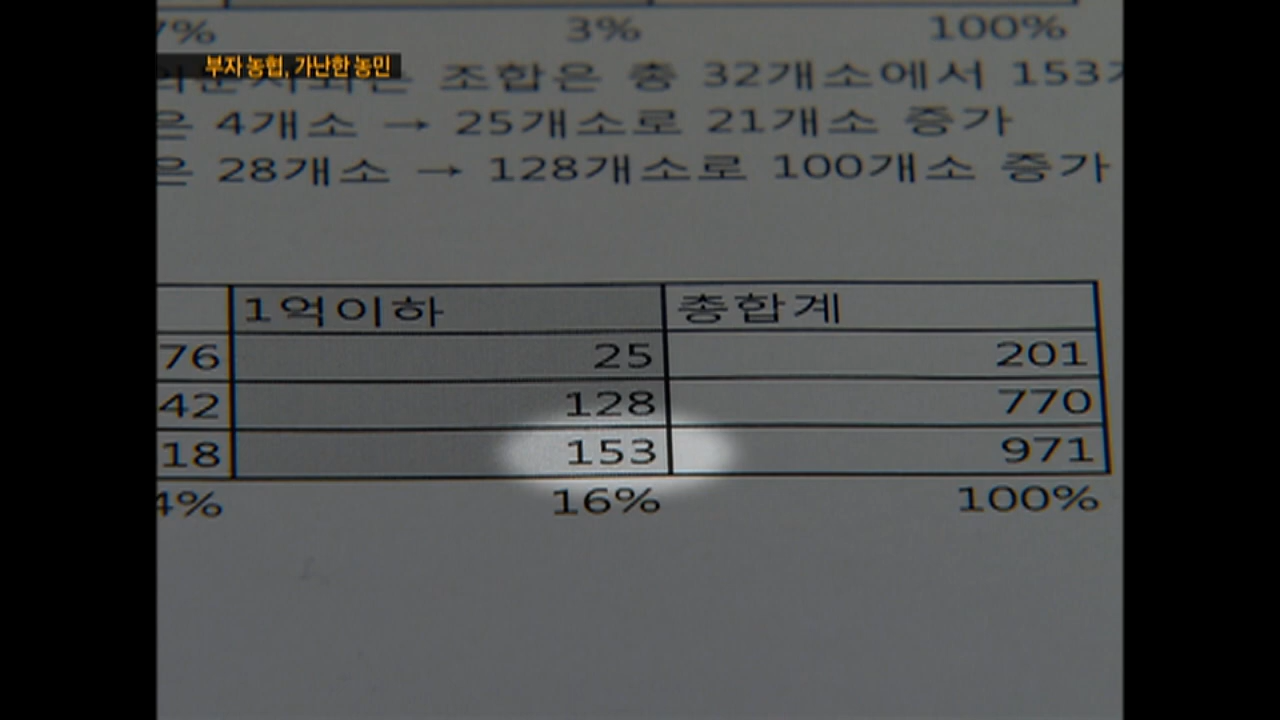 7% 3% 100%
부자 농협, 가난한 농민
조합은 총 32개소에서 153
은 4개소 → 25개소로 21개소 증가
은 28개소 → 128개소로 100개소 증가
1억이하 총합계
76 25 201
42 128 770
18 153 971
4% 16% 100%